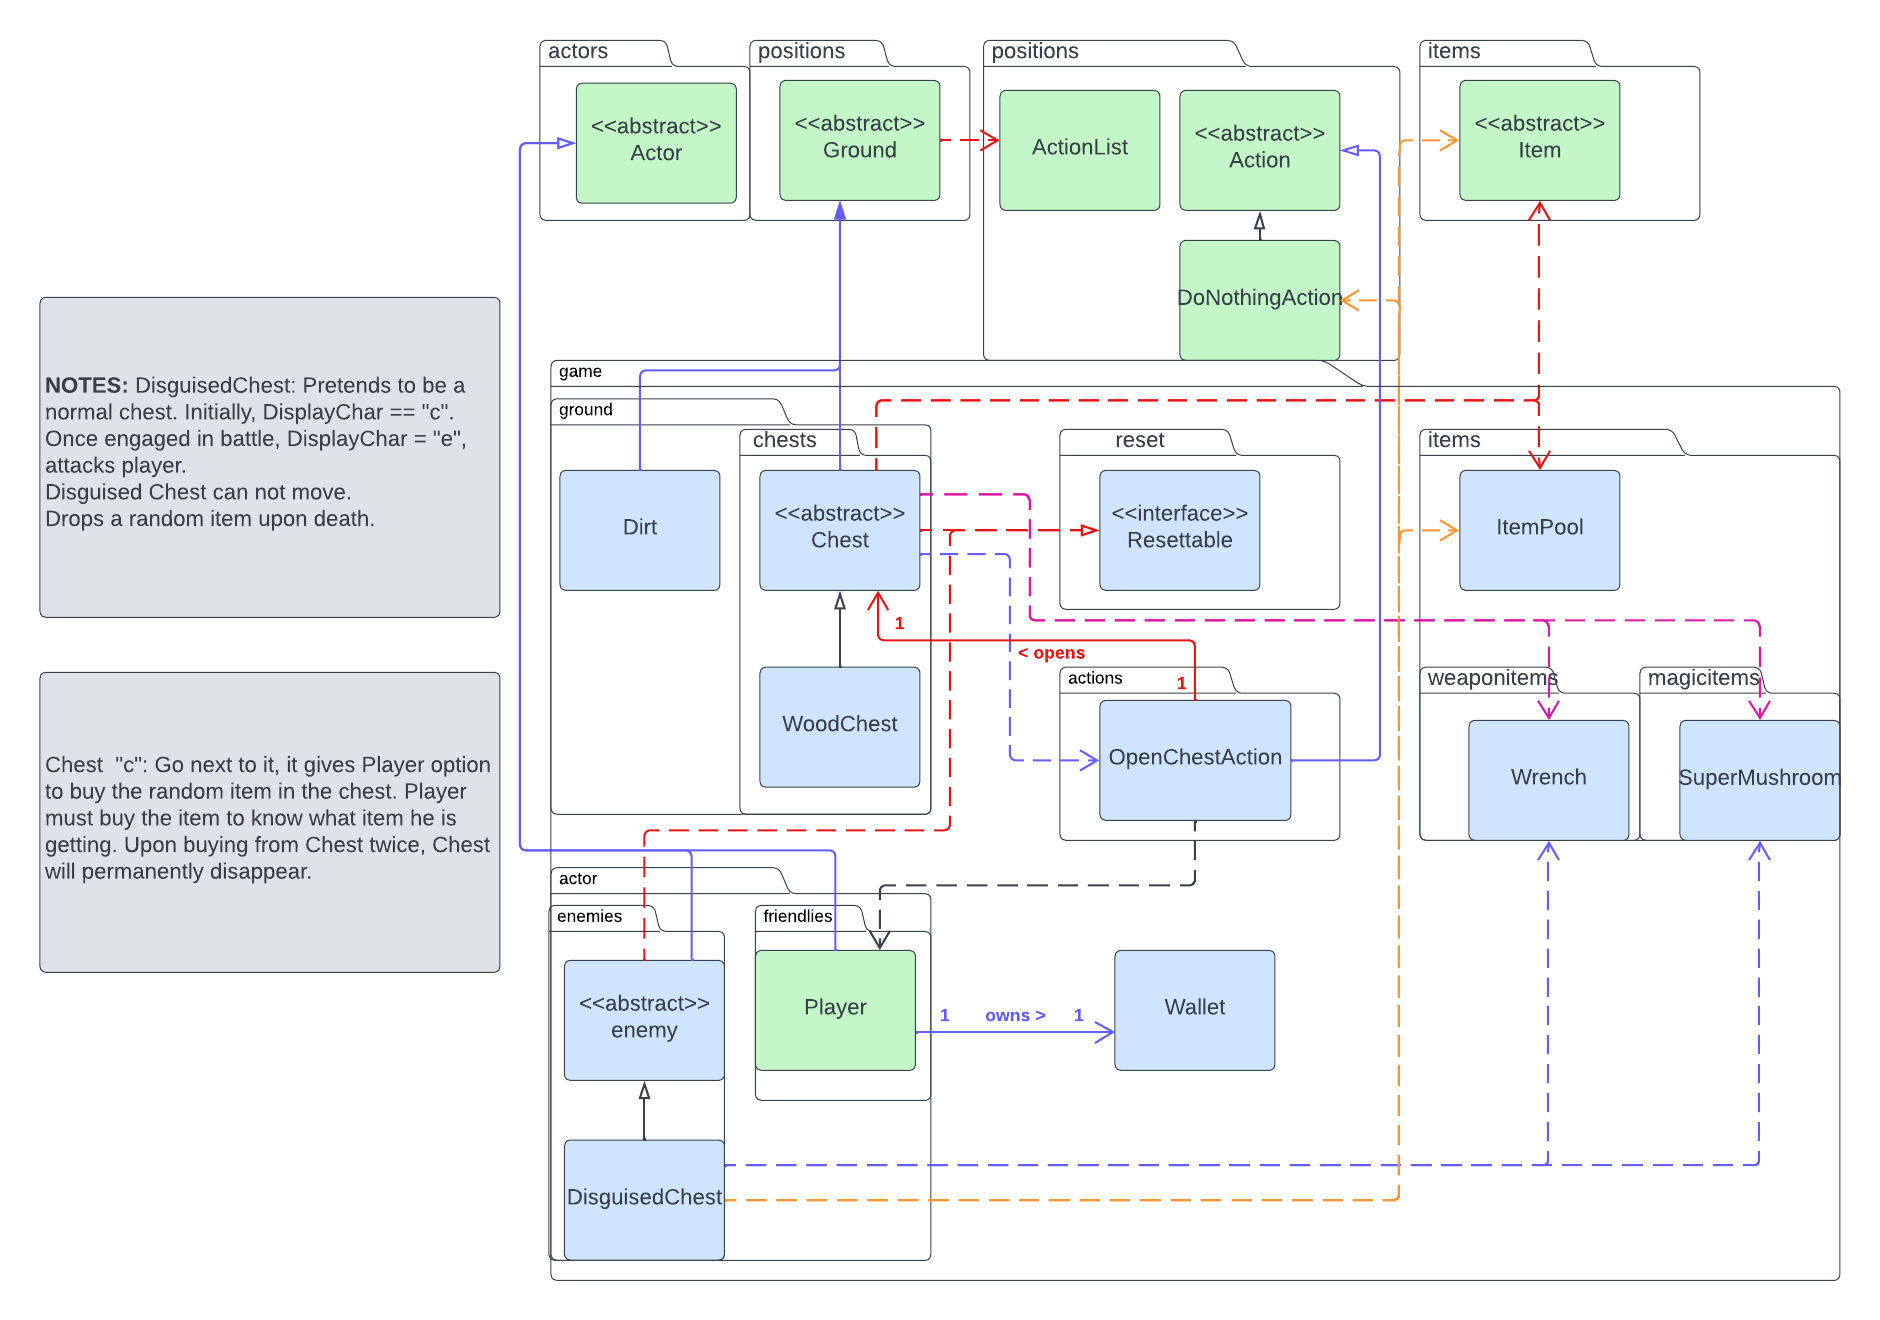 actors
positions
positions
items
<<abstract>>
Actor
<<abstract>>
Ground
ActionList
<<abstract>>
Action
<<abstract>>
Item
DoNothingAction
NOTES: DisguisedChest: Pretends to be a
normal chest. Initially, DisplayChar == "c".
Once engaged in battle, DisplayChar = "e",
attacks player.
Disguised Chest can not move.
Drops a random item upon death.
game
ground
chests
reset
items
Dirt
<<abstract>>
Chest
<<interface>>
Resettable
ItemPool
1
< opens
1
actions
weaponitems
magicitems
WoodChest
OpenChestAction
Wrench
SuperMushroom
Chest  "c": Go next to it, it gives Player option
to buy the random item in the chest. Player
must buy the item to know what item he is
getting. Upon buying from Chest twice, Chest
will permanently disappear.
actor
enemies
friendlies
<<abstract>>
enemy
Player
1 owns > 1
Wallet
DisguisedChest